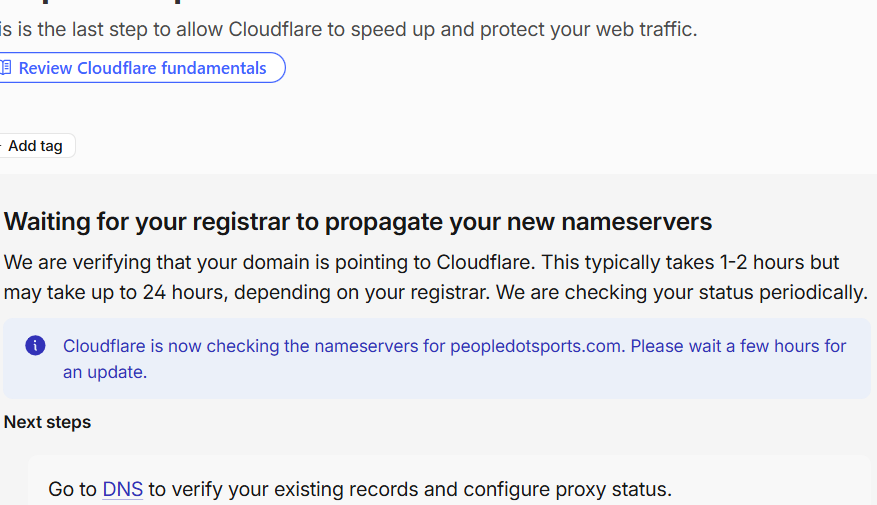 is is the last step to allow Cloudflare to speed up and protect your web traffic.
Review Cloudflare fundamentals
Add tag
Waiting for your registrar to propagate your new nameservers
We are verifying that your domain is pointing to Cloudflare. This typically takes 1-2 hours but
may take up to 24 hours, depending on your registrar. We are checking your status periodically.
Cloudflare is now checking the nameservers for peopledotsports.com. Please wait a few hours for
an update.
Next steps
Go to DNS to verify your existing records and configure proxy status.